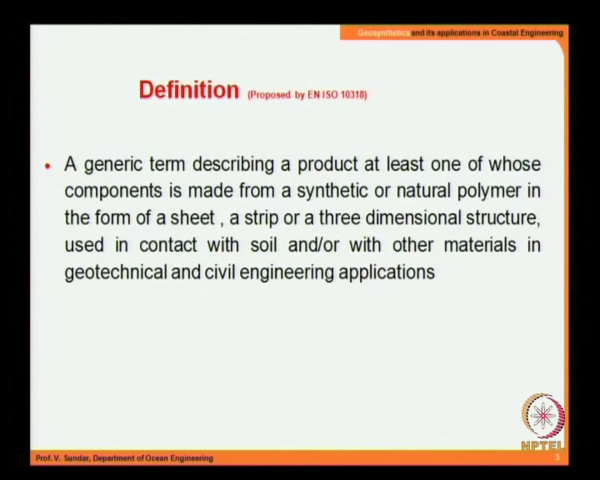 Geosynthetics and its applications in Coastal Engineering
Definition (Proposed by EN ISO 10318)
• A generic term describing a product at least one of whose
components is made from a synthetic or natural polymer in
the form of a sheet , a strip or a three dimensional structure,
used in contact with soil and/or with other materials in
geotechnical and civil engineering applications
NPTEL
Prof. V. Sundar, Department of Ocean Engineering
3